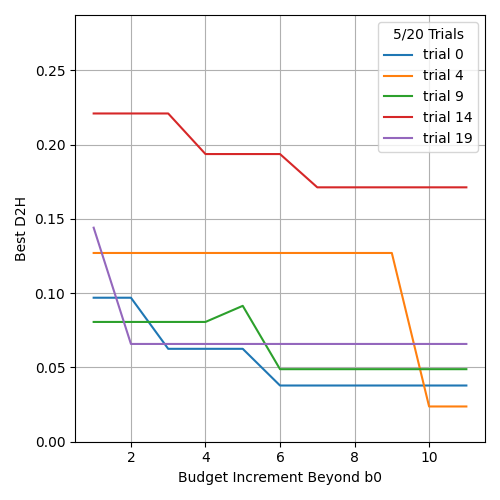 5/20 Trials
trial 0
trial 4
trial 9
trial 14
trial 19
Best D2H
0.25
0.20
0.15
0.10
0.05
0.00
2 4 6 8 10
Budget Increment Beyond b0